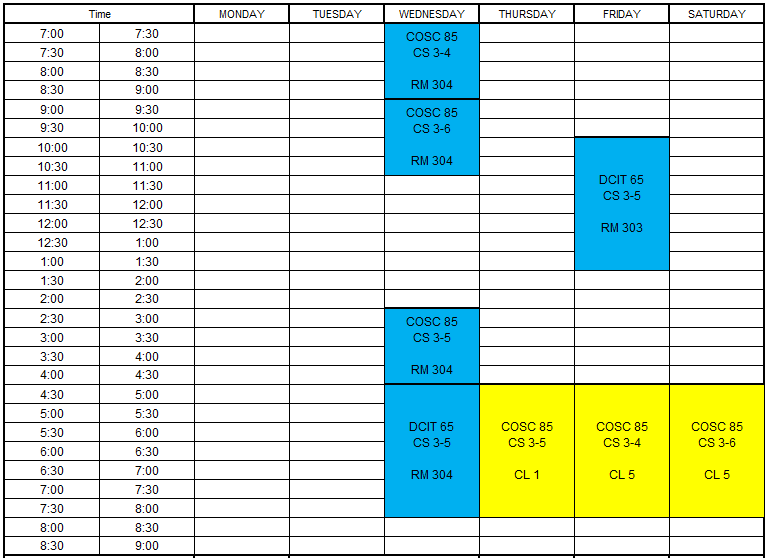 Time MONDAY TUESDAY WEDNESDAY THURSDAY FRIDAY SATURDAY
7:00 7:30 COSC 85
7:30 8:00 CS 3-4
8:00 8:30
8:30 9:00 RM 304
9:00 9:30 COSC 85
9:30 10:00 CS 3-6
10:00 10:30
10:30 11:00 RM 304
11:00 11:30 DCIT 65
11:30 12:00 CS 3-5
12:00 12:30 RM 303
12:30 1:00
1:00 1:30
1:30 2:00
2:00 2:30
2:30 3:00 COSC 85
3:00 3:30 CS 3-5
3:30 4:00
4:00 4:30 RM 304
4:30 5:00
5:00 5:30
5:30 6:00 DCIT 65 COSC 85 COSC 85 COSC 85
6:00 6:30 CS 3-5 CS 3-5 CS 3-4 CS 3-6
6:30 7:00 RM 304 CL 1 CL 5 CL 5
7:00 7:30
7:30 8:00
8:00 8:30
8:30 9:00